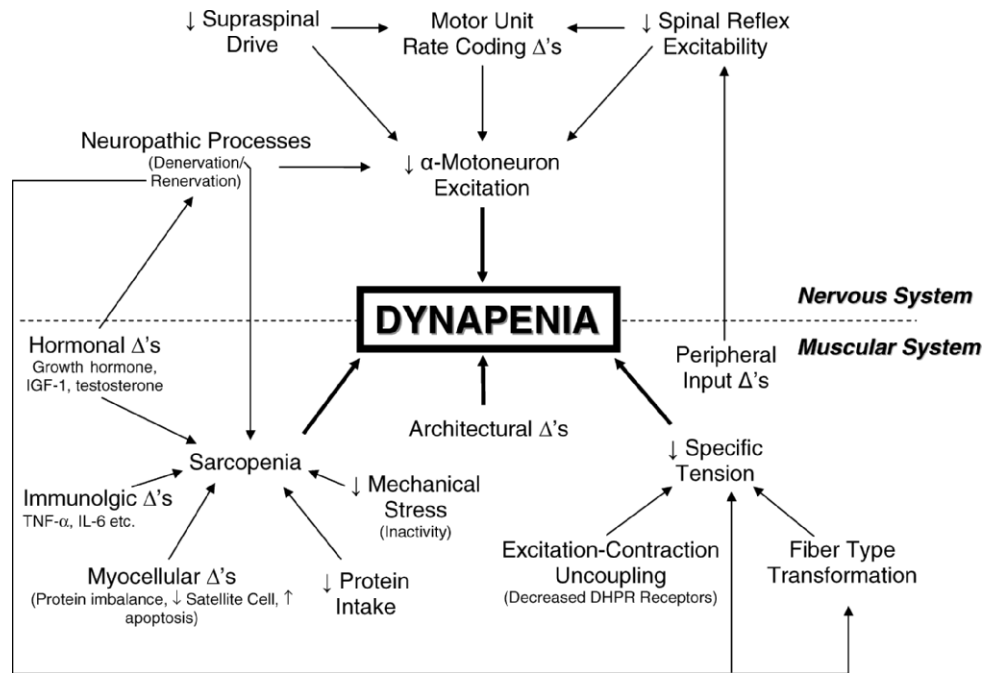 ↓ Supraspinal
Drive
Motor Unit
Rate Coding Δ's
↓ Spinal Reflex
Excitability
Neuropathic Processes
(Denervation/
Renervation)
↓ α-Motoneuron
Excitation
DYNAPENIA
Nervous System
Muscular System
Hormonal Δ's
Growth hormone,
IGF-1, testosterone
Peripheral
Input Δ's
Architectural Δ's
Sarcopenia
↓ Specific
Tension
Immunolgic Δ's
TNF-α, IL-6 etc.
↓ Mechanical
Stress
(Inactivity)
Myocellular Δ's
(Protein imbalance, ↓ Satellite Cell, ↑
apoptosis)
↓ Protein
Intake
Excitation-Contraction
Uncoupling
(Decreased DHPR Receptors)
Fiber Type
Transformation